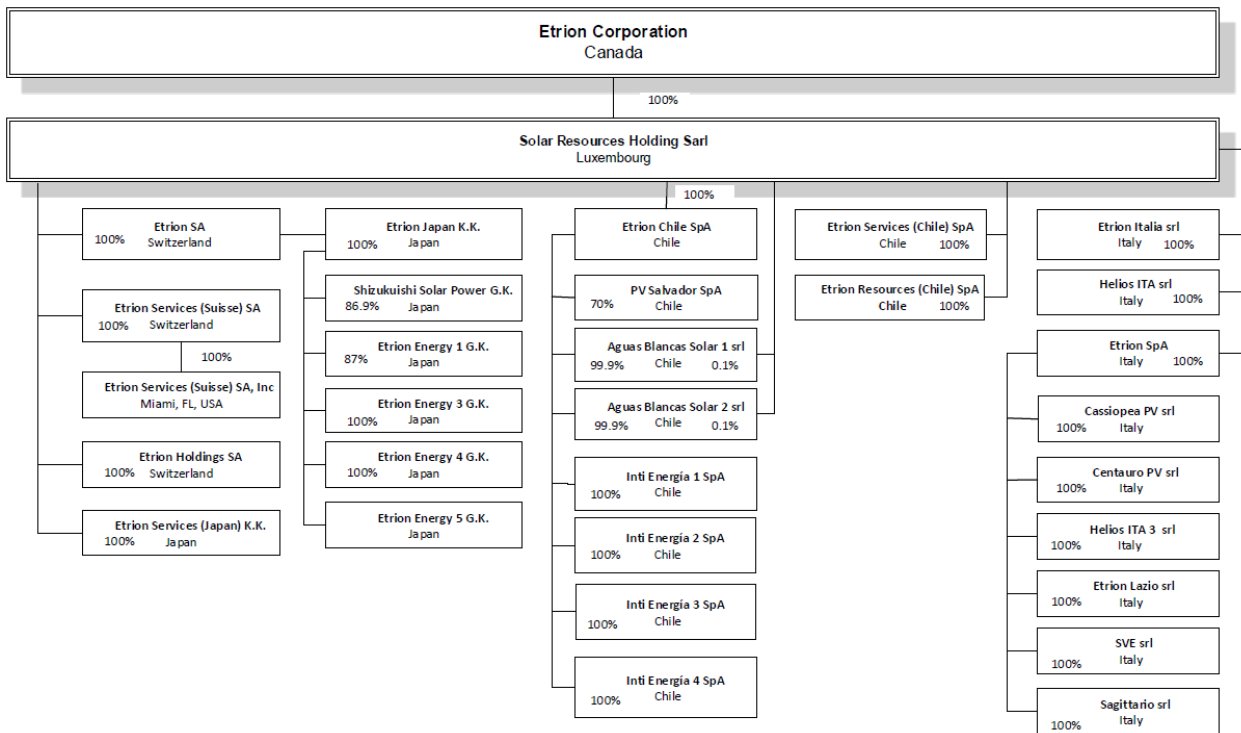 Etrion Corporation
Canada
100%
Solar Resources Holding Sarl
Luxembourg
100%
Etrion SA
100% Switzerland
Etrion Services (Suisse) SA
100% Switzerland
100%
Etrion Services (Suisse) SA, Inc
Miami, FL, USA
Etrion Holdings SA
100% Switzerland
Etrion Services (Japan) K.K.
100% Japan
Etrion Japan K.K.
100% Japan
Shizukuishi Solar Power G.K.
86.9% Japan
Etrion Energy 1 G.K.
87% Japan
Etrion Energy 3 G.K.
100% Japan
Etrion Energy 4 G.K.
100% Japan
Etrion Energy 5 G.K.
Japan
Etrion Chile SpA
Chile
PV Salvador SpA
70% Chile
Aguas Blancas Solar 1 srl
99.9% Chile 0.1%
Aguas Blancas Solar 2 srl
99.9% Chile 0.1%
Inti Energía 1 SpA
100% Chile
Inti Energía 2 SpA
100% Chile
Inti Energía 3 SpA
100% Chile
Inti Energía 4 SpA
100% Chile
Etrion Services (Chile) SpA
Chile 100%
Etrion Resources (Chile) SpA
Chile 100%
Etrion Italia srl
Italy 100%
Helios ITA srl
Italy 100%
Etrion SpA
Italy 100%
Cassiopea PV srl
100% Italy
Centauro PV srl
100% Italy
Helios ITA 3 srl
100% Italy
Etrion Lazio srl
100% Italy
SVE srl
100% Italy
Sagittario srl
100% Italy